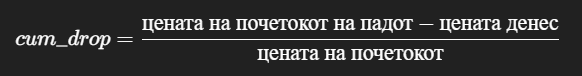 cum_drop = цената на почетокот на падот − цената денес
цената на почетокот